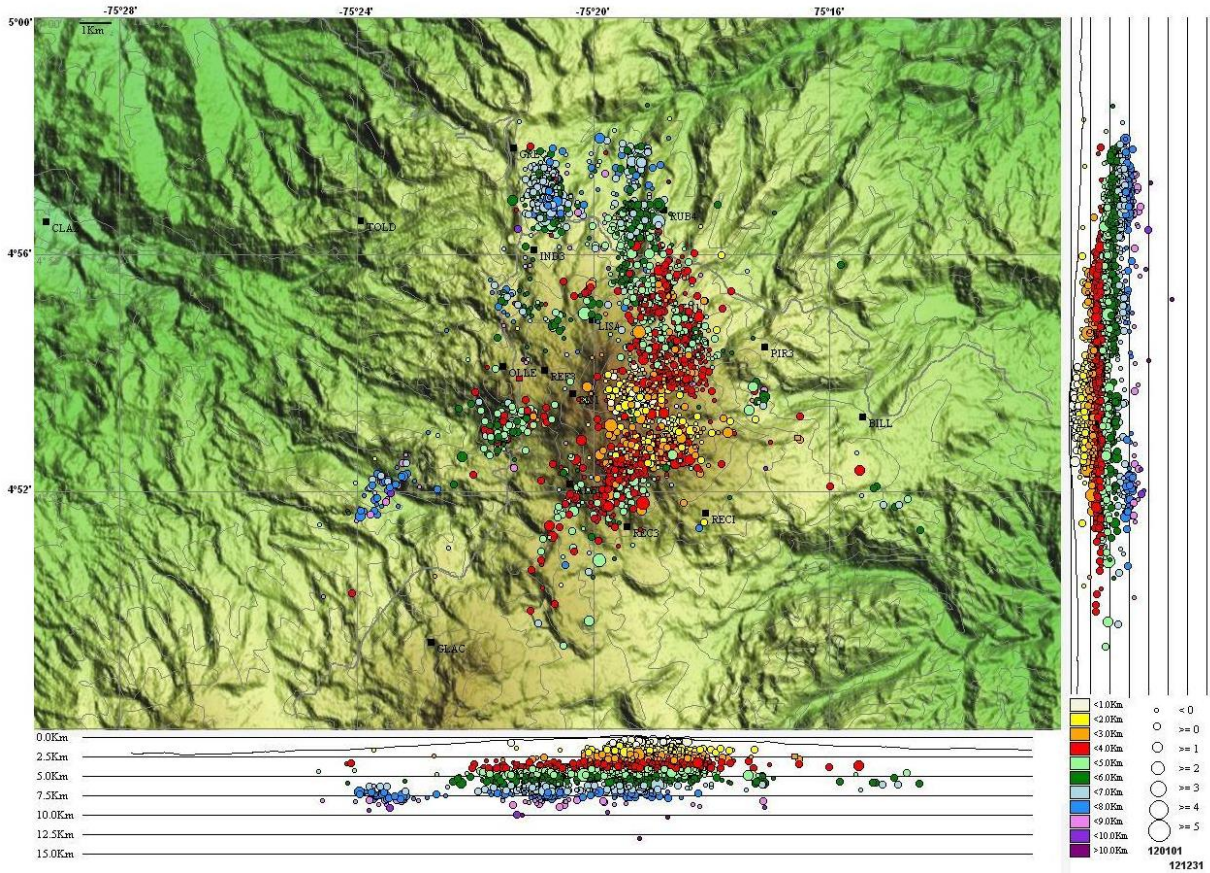 -75°28' -75°24' -75°20' -75°16'
5°00'
1Km
CLA
TOLD
RUB4
4°56'
IND3
LISA
PIR3
OLLE
REF3
BILL
4°52'
RECI
REC3
GLAC
0.0Km
2.5Km
5.0Km
7.5Km
10.0Km
12.5Km
15.0Km
<1.0Km
<2.0Km
<3.0Km
<4.0Km
<5.0Km
<6.0Km
<7.0Km
<8.0Km
<9.0Km
<10.0Km
>10.0Km
< 0
>= 0
>= 1
>= 2
>= 3
>= 4
>= 5
120101
121231